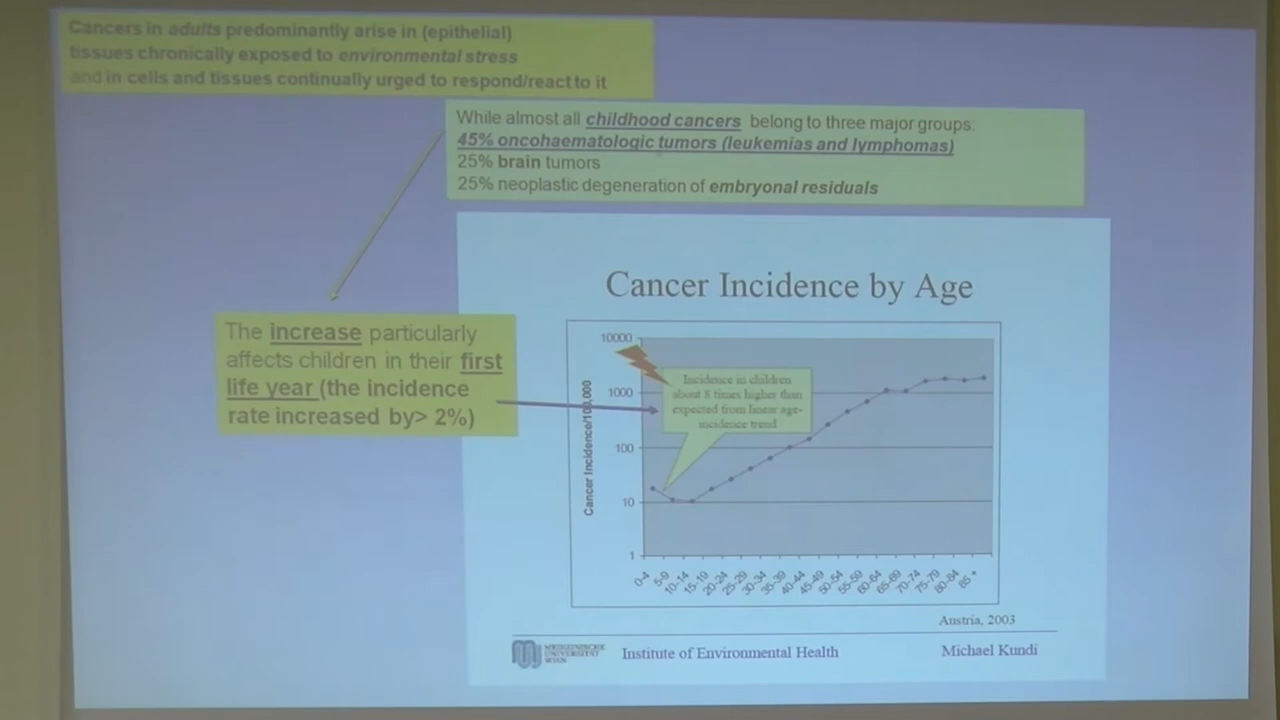 Cancers in adults predominantly arise in (epithelial)
tissues chronically exposed to environmental stress
and in cells and tissues continually urged to respond/react to it
While almost all childhood cancers belong to three major groups:
45% oncohaematologic tumors (leukemias and lymphomas)
25% brain tumors
25% neoplastic degeneration of embryonal residuals
The increase particularly
affects children in their first
life year (the incidence
rate increased by> 2%)
Cancer Incidence by Age
Cancer Incidence/100,000
10000
1000
100
10
1
Incidence in children
about 8 times higher than
expected from linear age-
incidence trend
0-4
5-9
10-14
15-19
20-24
25-29
30-34
35-39
40-44
45-49
50-54
55-59
60-64
65-69
70-74
75-79
80-84
85 +
Austria, 2003
MEDIZINISCHE
UNIVERSITÄT
WIEN
Institute of Environmental Health
Michael Kundi